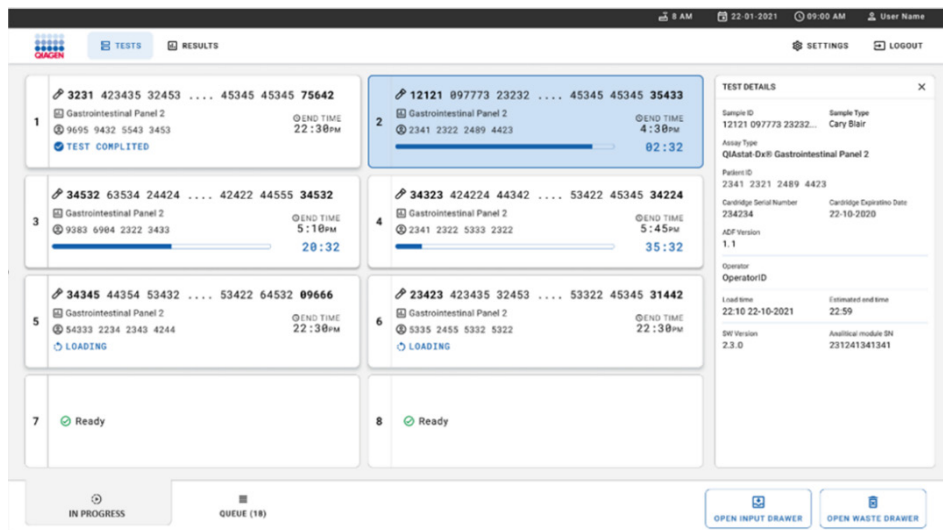 8 AM 22-01-2021 09:00 AM User Name
QIAGEN TESTS RESULTS SETTINGS LOGOUT
1
3231 423435 32453 .... 45345 45345 75642
Gastrointestinal Panel 2
9695 9432 5543 3453
END TIME
22:30PM
TEST COMPLITED
2
12121 097773 23232 .... 45345 45345 35433
Gastrointestinal Panel 2
2341 2322 2489 4423
END TIME
4:30PM
02:32
3
34532 63534 24424 .... 42422 44555 34532
Gastrointestinal Panel 2
9383 6904 2322 3433
END TIME
5:10PM
20:32
4
34323 424224 44342 .... 53422 45345 34224
Gastrointestinal Panel 2
2341 2322 5333 2322
END TIME
5:45PM
35:32
5
34345 44354 53432 .... 53422 64532 09666
Gastrointestinal Panel 2
54333 2234 2343 4244
END TIME
22:30PM
LOADING
6
23423 423435 32453 .... 53322 45345 31442
Gastrointestinal Panel 2
5335 2455 5332 5322
END TIME
22:30PM
LOADING
7
Ready
8
Ready
TEST DETAILS
Sample ID Sample Type
12121 097773 23232... Cary Blair
Assay Type
QIAstat-Dx® Gastrointestinal Panel 2
Patient ID
2341 2321 2489 4423
Cardridge Serial Number Cardridge Expiratino Date
234234 22-10-2020
ADF Version
1.1
Operator
OperatorID
Load time Estimated end time
22:10 22-10-2021 22:59
SW Version Analitical module SN
2.3.0 231241341341
IN PROGRESS
QUEUE (18)
OPEN INPUT DRAWER
OPEN WASTE DRAWER